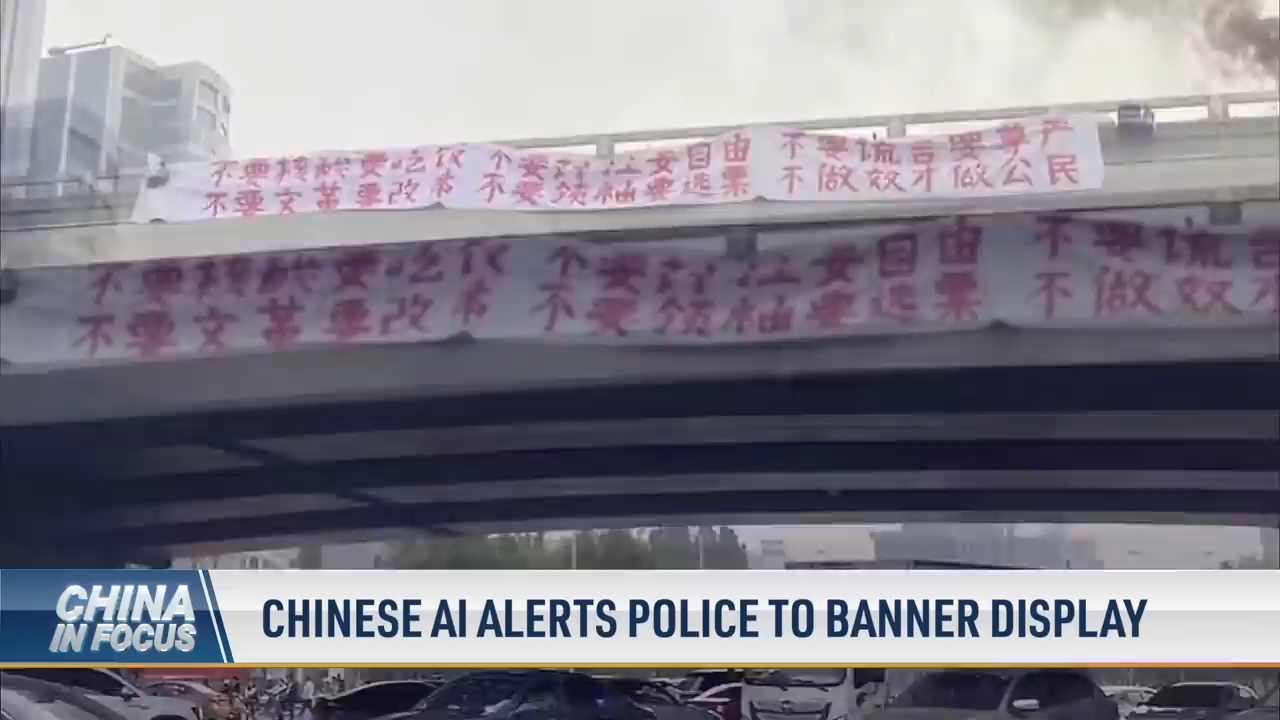 不要核酸要吃饭 不要封控要自由 不要谎言要尊严
不要文革要改革 不要领袖要选票 不做奴才做公民
不要核酸要吃饭 不要封控要自由 不要谎言
不要文革要改革 不要领袖要选票 不做奴才
CHINA
IN FOCUS
CHINESE AI ALERTS POLICE TO BANNER DISPLAY